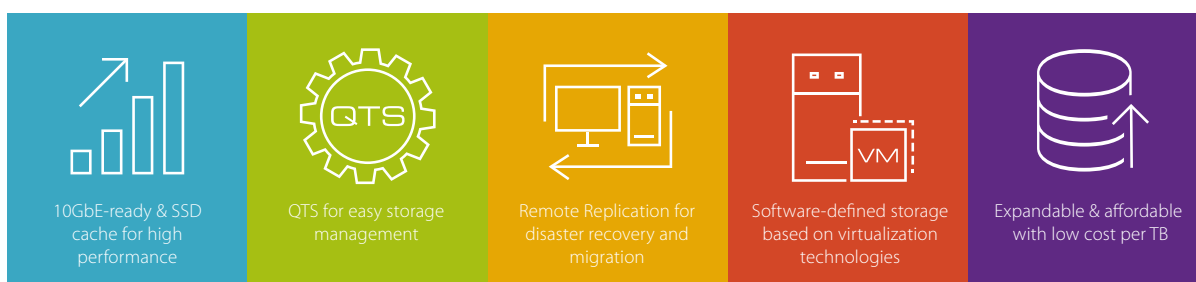 QTS
VM
10GbE-ready & SSD
cache for high
performance
QTS for easy storage
management
Remote Replication for
disaster recovery and
migration
Software-defined storage
based on virtualization
technologies
Expandable & affordable
with low cost per TB